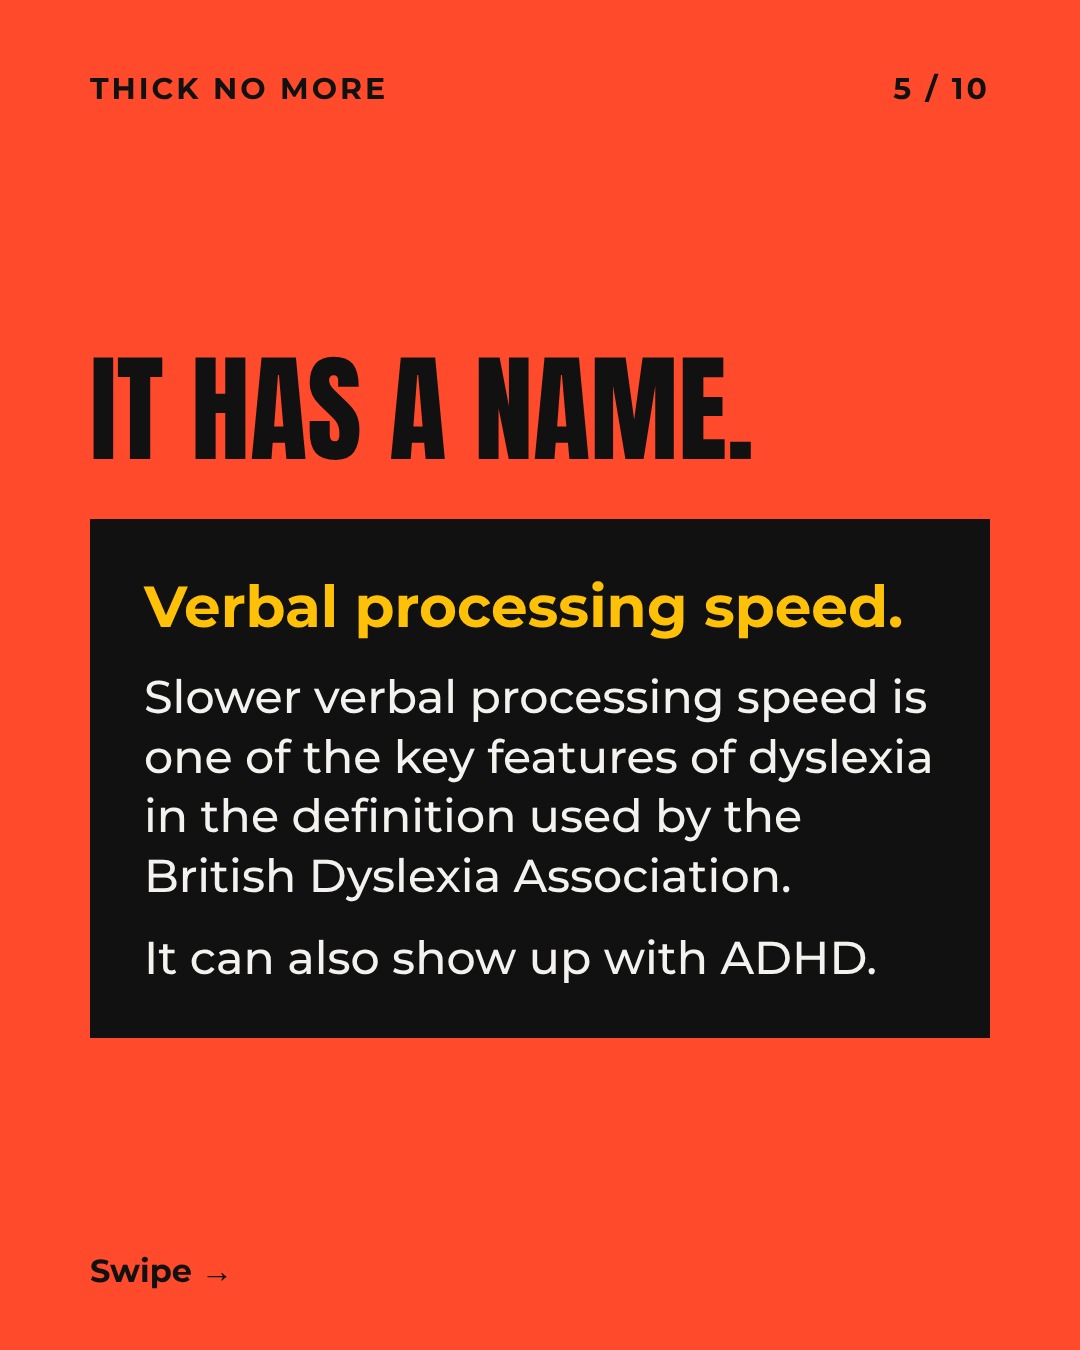 THICK NO MORE
5 / 10
IT HAS A NAME.
Verbal processing speed.
Slower verbal processing speed is
one of the key features of dyslexia
in the definition used by the
British Dyslexia Association.
It can also show up with ADHD.
Swipe →